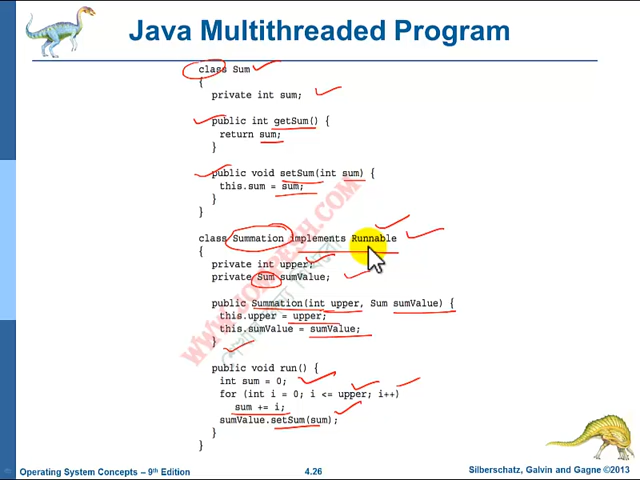 Java Multithreaded Program
class Sum
{
private int sum;
public int getSum() {
return sum;
}
public void setSum(int sum) {
this.sum = sum;
}
}
class Summation implements Runnable
{
private int upper;
private Sum sumValue;
public Summation(int upper, Sum sumValue) {
this.upper = upper;
this.sumValue = sumValue;
}
public void run() {
int sum = 0;
for (int i = 0; i <= upper; i++)
sum += i;
sumValue.setSum(sum);
}
}
Operating System Concepts – 9th Edition
4.26
Silberschatz, Galvin and Gagne ©2013